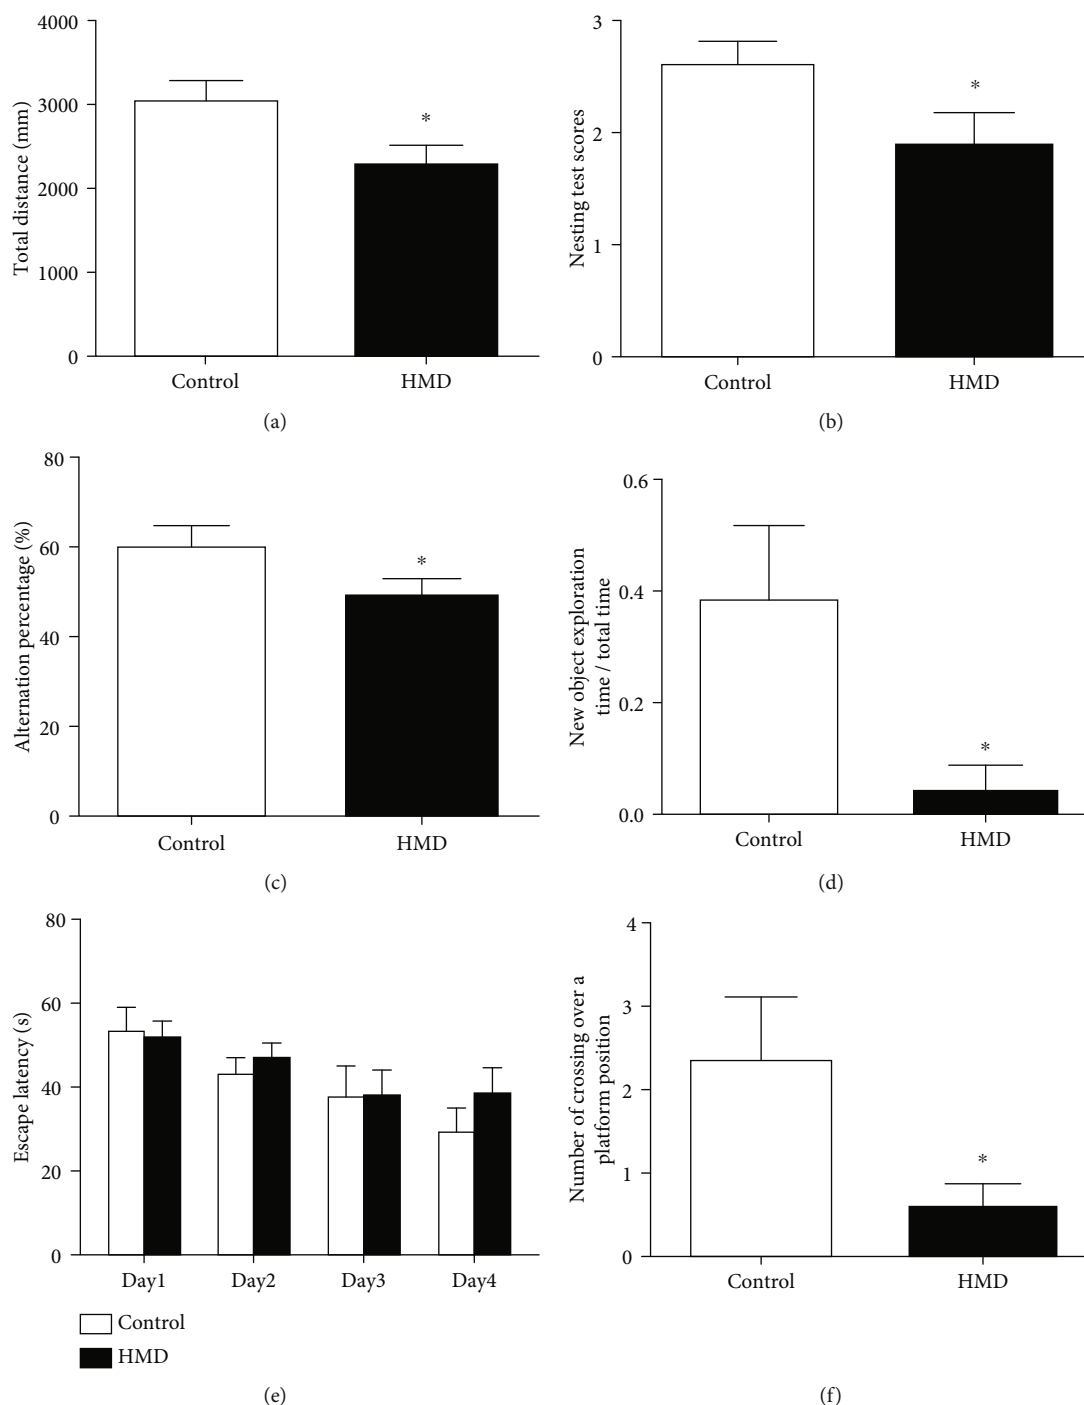 4000
3000
2000
1000
0
Total distance (mm)
*
Control
HMD
(a)
3
2
1
0
Nesting test scores
*
Control
HMD
(b)
80
60
40
20
0
Alternation percentage (%)
*
Control
HMD
(c)
0.6
0.4
0.2
0.0
New object exploration
time / total time
*
Control
HMD
(d)
80
60
40
20
0
Escape latency (s)
Day1
Day2
Day3
Day4
Control
HMD
(e)
4
3
2
1
0
Number of crossing over a
platform position
*
Control
HMD
(f)